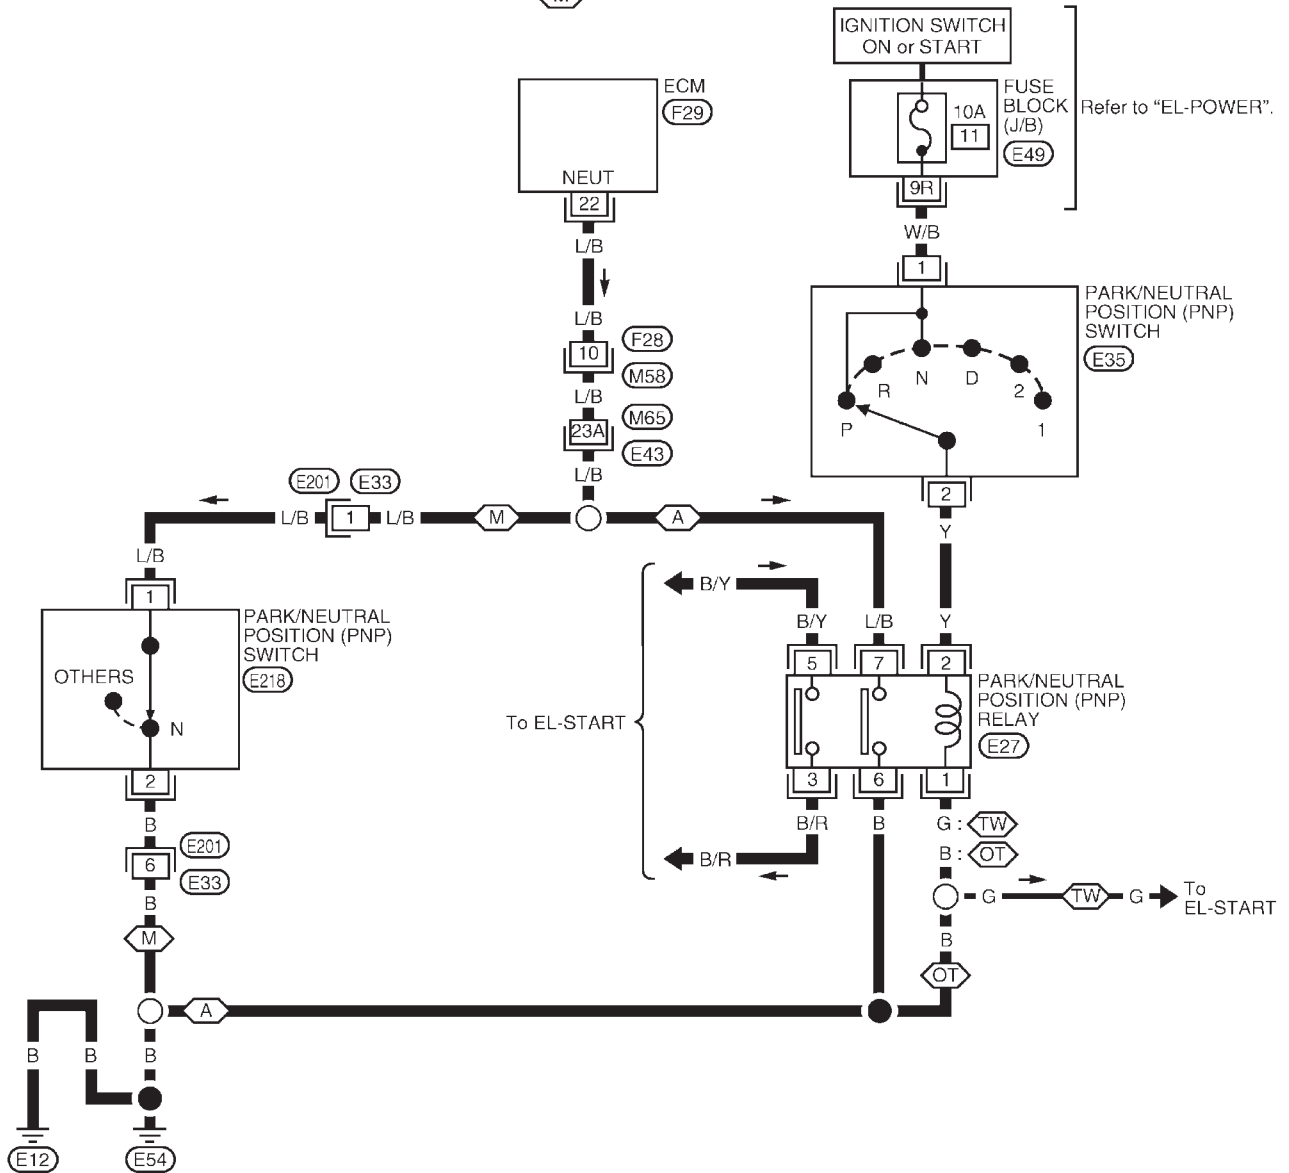 M
IGNITION SWITCH
ON or START
ECM
F29
NEUT
22
FUSE
BLOCK
(J/B)
E49
10A
11
Refer to “EL-POWER”.
9R
W/B
1
L/B
L/B
10
F28
M58
L/B
23A
M65
E43
L/B
PARK/NEUTRAL
POSITION (PNP)
SWITCH
E35
P
R
N
D
2
1
2
Y
E201
E33
L/B
1
L/B
M
A
L/B
1
PARK/NEUTRAL
POSITION (PNP)
SWITCH
E218
OTHERS
N
2
B
6
E201
E33
B
M
To EL-START
B/Y
B/Y
L/B
Y
5
7
2
PARK/NEUTRAL
POSITION (PNP)
RELAY
E27
3
6
1
B/R
B
G : TW
B : OT
B/R
G
TW
G
To
EL-START
B
OT
A
B
B
B
E12
E54